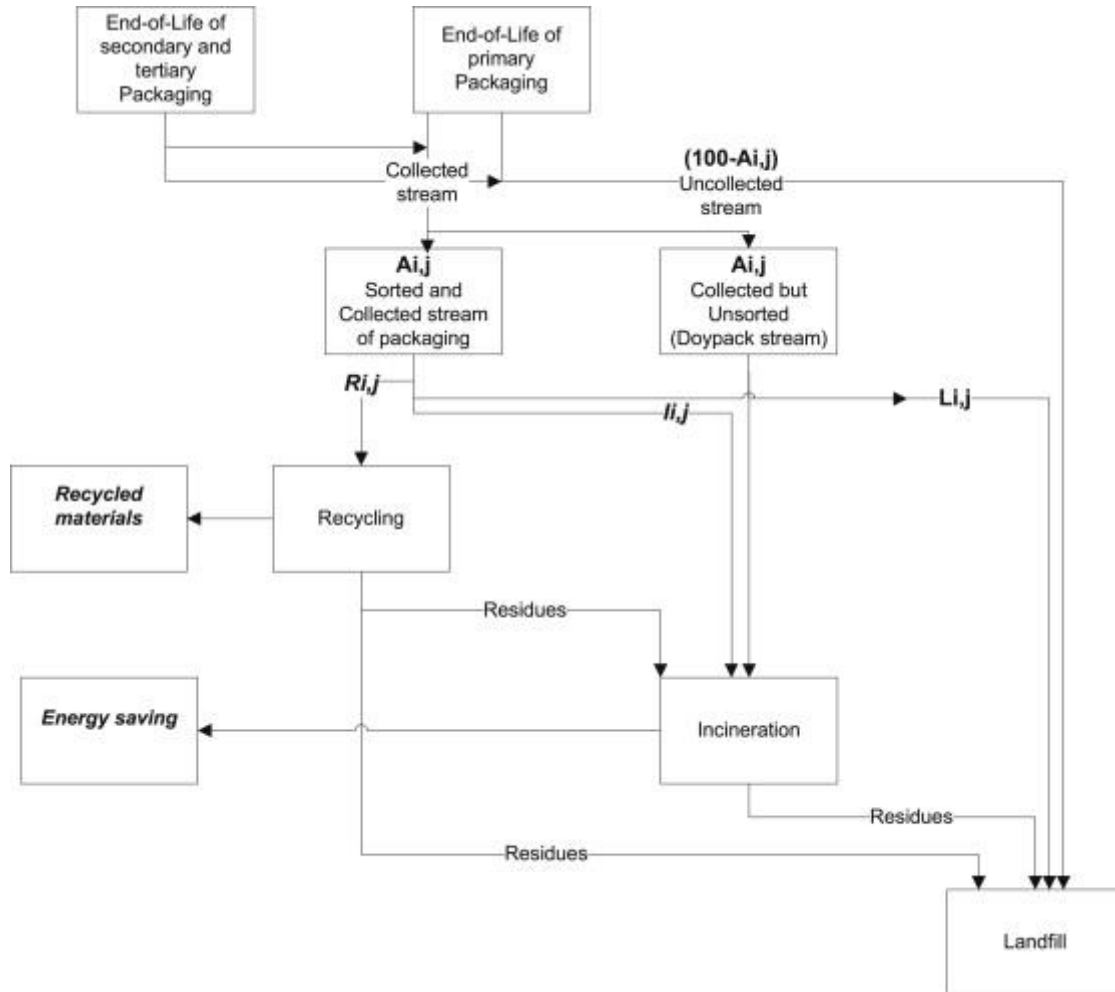 End-of-Life of
secondary and
tertiary
Packaging
End-of-Life of
primary
Packaging
Collected
stream
(100-Ai,j)
Uncollected
stream
Ai,j
Sorted and
Collected stream
of packaging
Ai,j
Collected but
Unsorted
(Doypack stream)
Ri,j
Ii,j
Li,j
Recycled
materials
Recycling
Residues
Energy saving
Incineration
Residues
Residues
Landfill